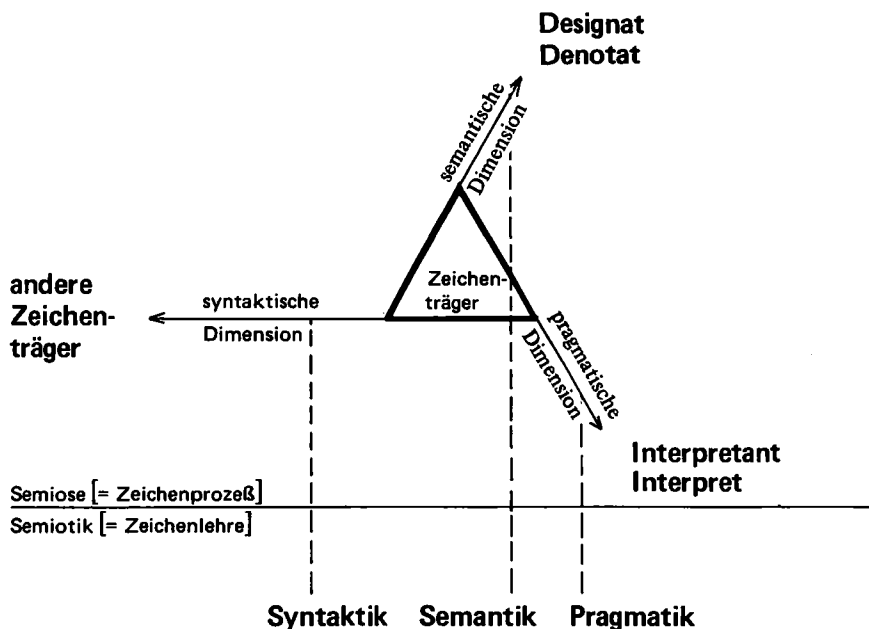 Designat
Denotat
semantische
Dimension
Zeichen-
träger
andere
Zeichen-
träger
syntaktische
Dimension
pragmatische
Dimension
Interpretant
Interpret
Semiose [= Zeichenprozeß]
Semiotik [= Zeichenlehre]
Syntaktik Semantik Pragmatik